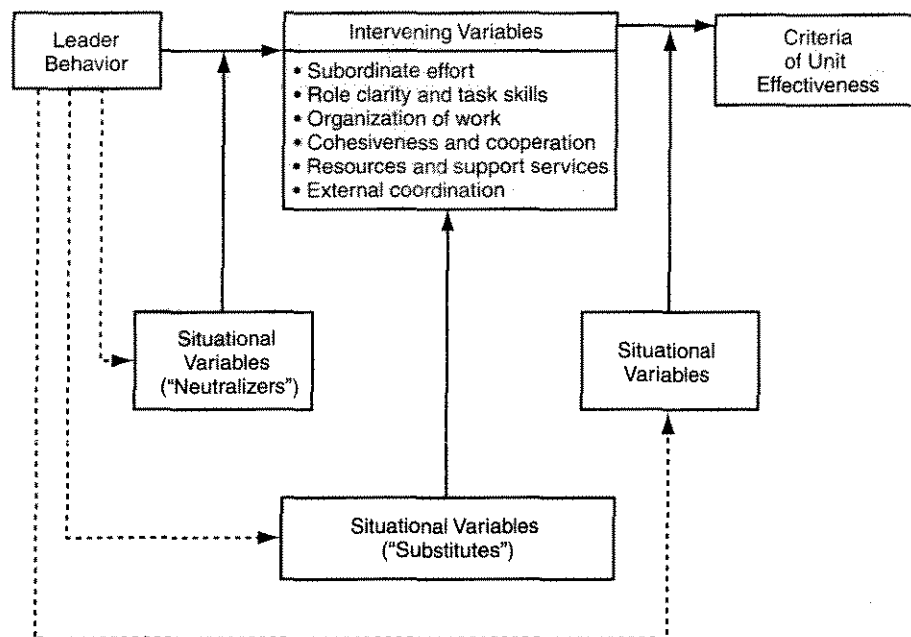 Leader
Behavior
Intervening Variables
• Subordinate effort
• Role clarity and task skills
• Organization of work
• Cohesiveness and cooperation
• Resources and support services
• External coordination
Criteria
of Unit
Effectiveness
Situational
Variables
(“Neutralizers”)
Situational
Variables
Situational Variables
(“Substitutes”)